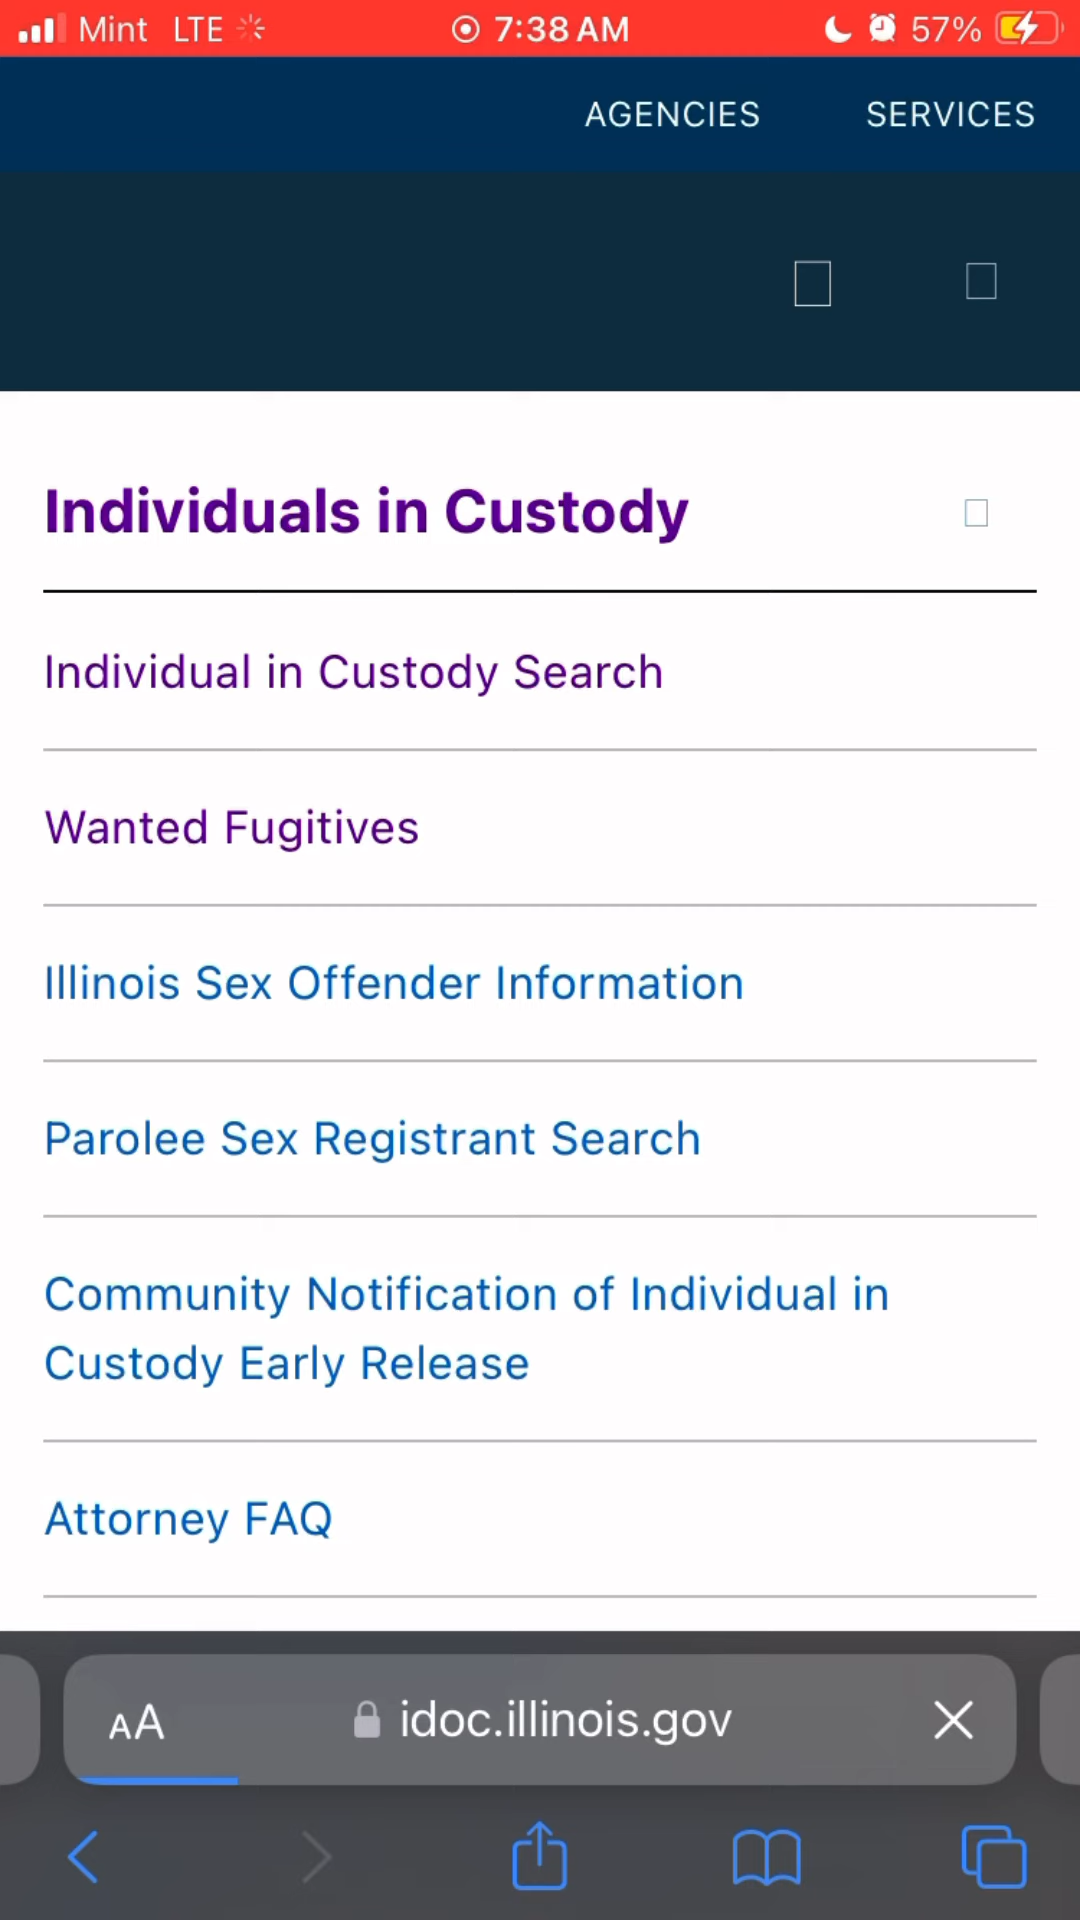 Mint LTE 7:38 AM 57%
AGENCIES SERVICES
Individuals in Custody
Individual in Custody Search
Wanted Fugitives
Illinois Sex Offender Information
Parolee Sex Registrant Search
Community Notification of Individual in
Custody Early Release
Attorney FAQ
AA idoc.illinois.gov